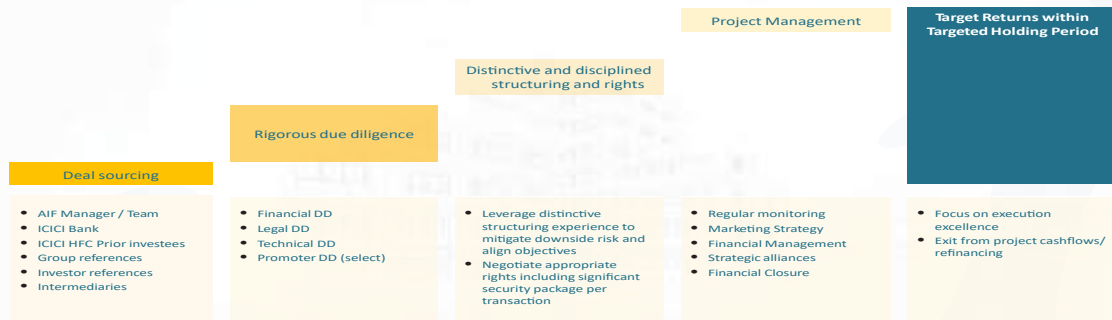 Deal sourcing
AIF Manager / Team
ICICI Bank
ICICI HFC Prior investees
Group references
Investor references
Intermediaries
Rigorous due diligence
Financial DD
Legal DD
Technical DD
Promoter DD (select)
Distinctive and disciplined
structuring and rights
Leverage distinctive
structuring experience to
mitigate downside risk and
align objectives
Negotiate appropriate
rights including significant
security package per
transaction
Project Management
Regular monitoring
Marketing Strategy
Financial Management
Strategic alliances
Financial Closure
Target Returns within
Targeted Holding Period
Focus on execution
excellence
Exit from project cashflows/
refinancing